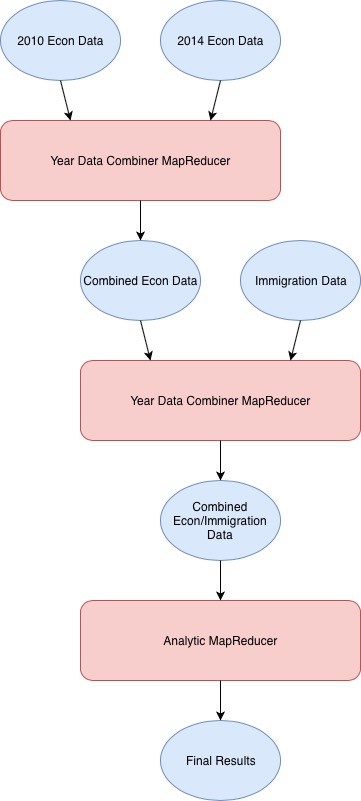 2010 Econ Data
2014 Econ Data
Year Data Combiner MapReducer
Combined Econ Data
Immigration Data
Year Data Combiner MapReducer
Combined
Econ/Immigration
Data
Analytic MapReducer
Final Results